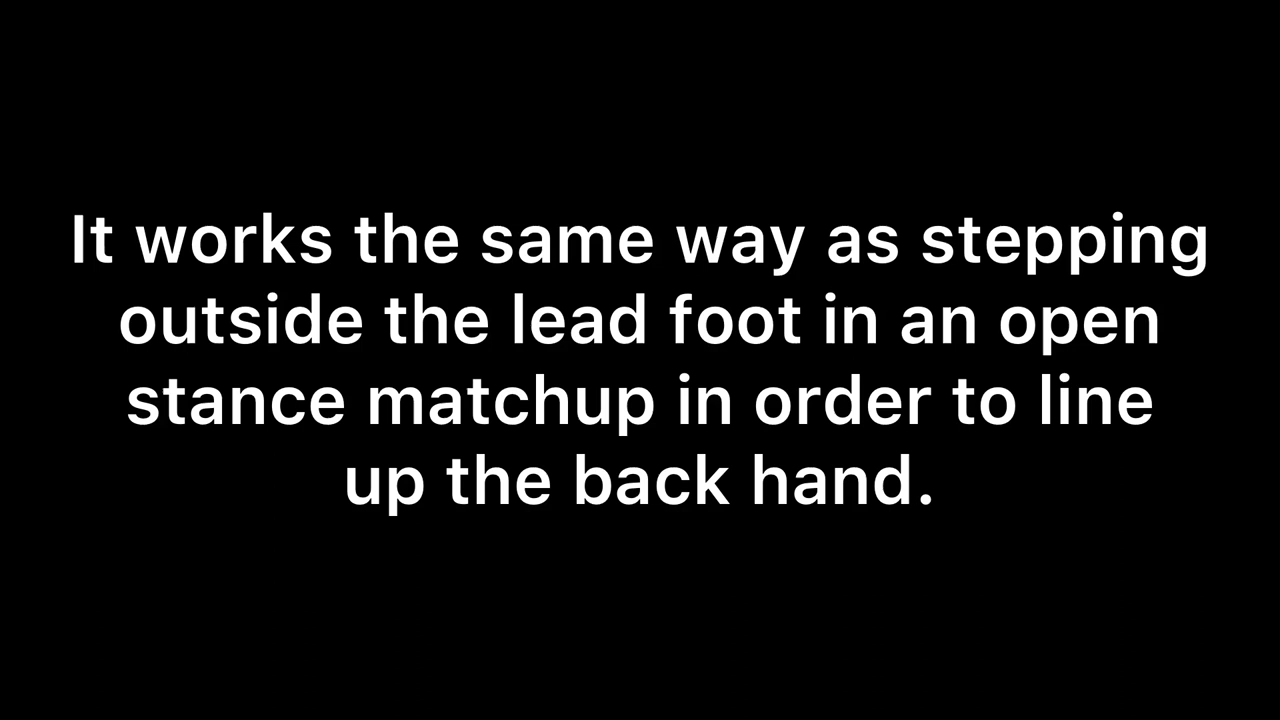 It works the same way as stepping
outside the lead foot in an open
stance matchup in order to line
up the back hand.